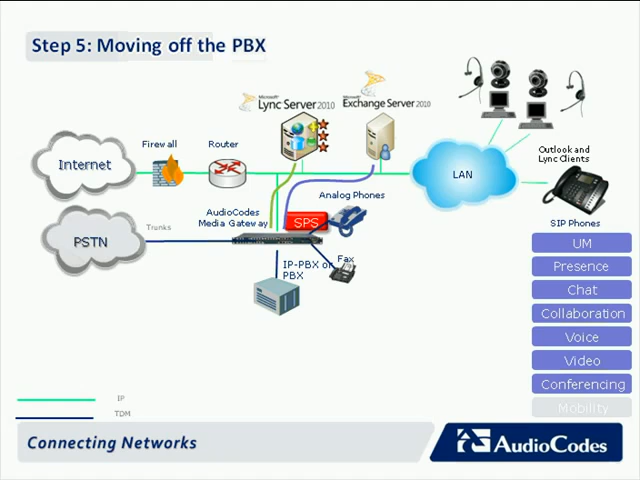 Step 5: Moving off the PBX
Microsoft
Lync Server 2010
Microsoft
Exchange Server 2010
Internet
Firewall
Router
LAN
Outlook and
Lync Clients
PSTN
Trunks
AudioCodes
Media Gateway
SPS
Analog Phones
SIP Phones
IP-PBX or
PBX
Fax
UM
Presence
Chat
Collaboration
Voice
Video
Conferencing
Mobility
IP
TDM
Connecting Networks
AudioCodes